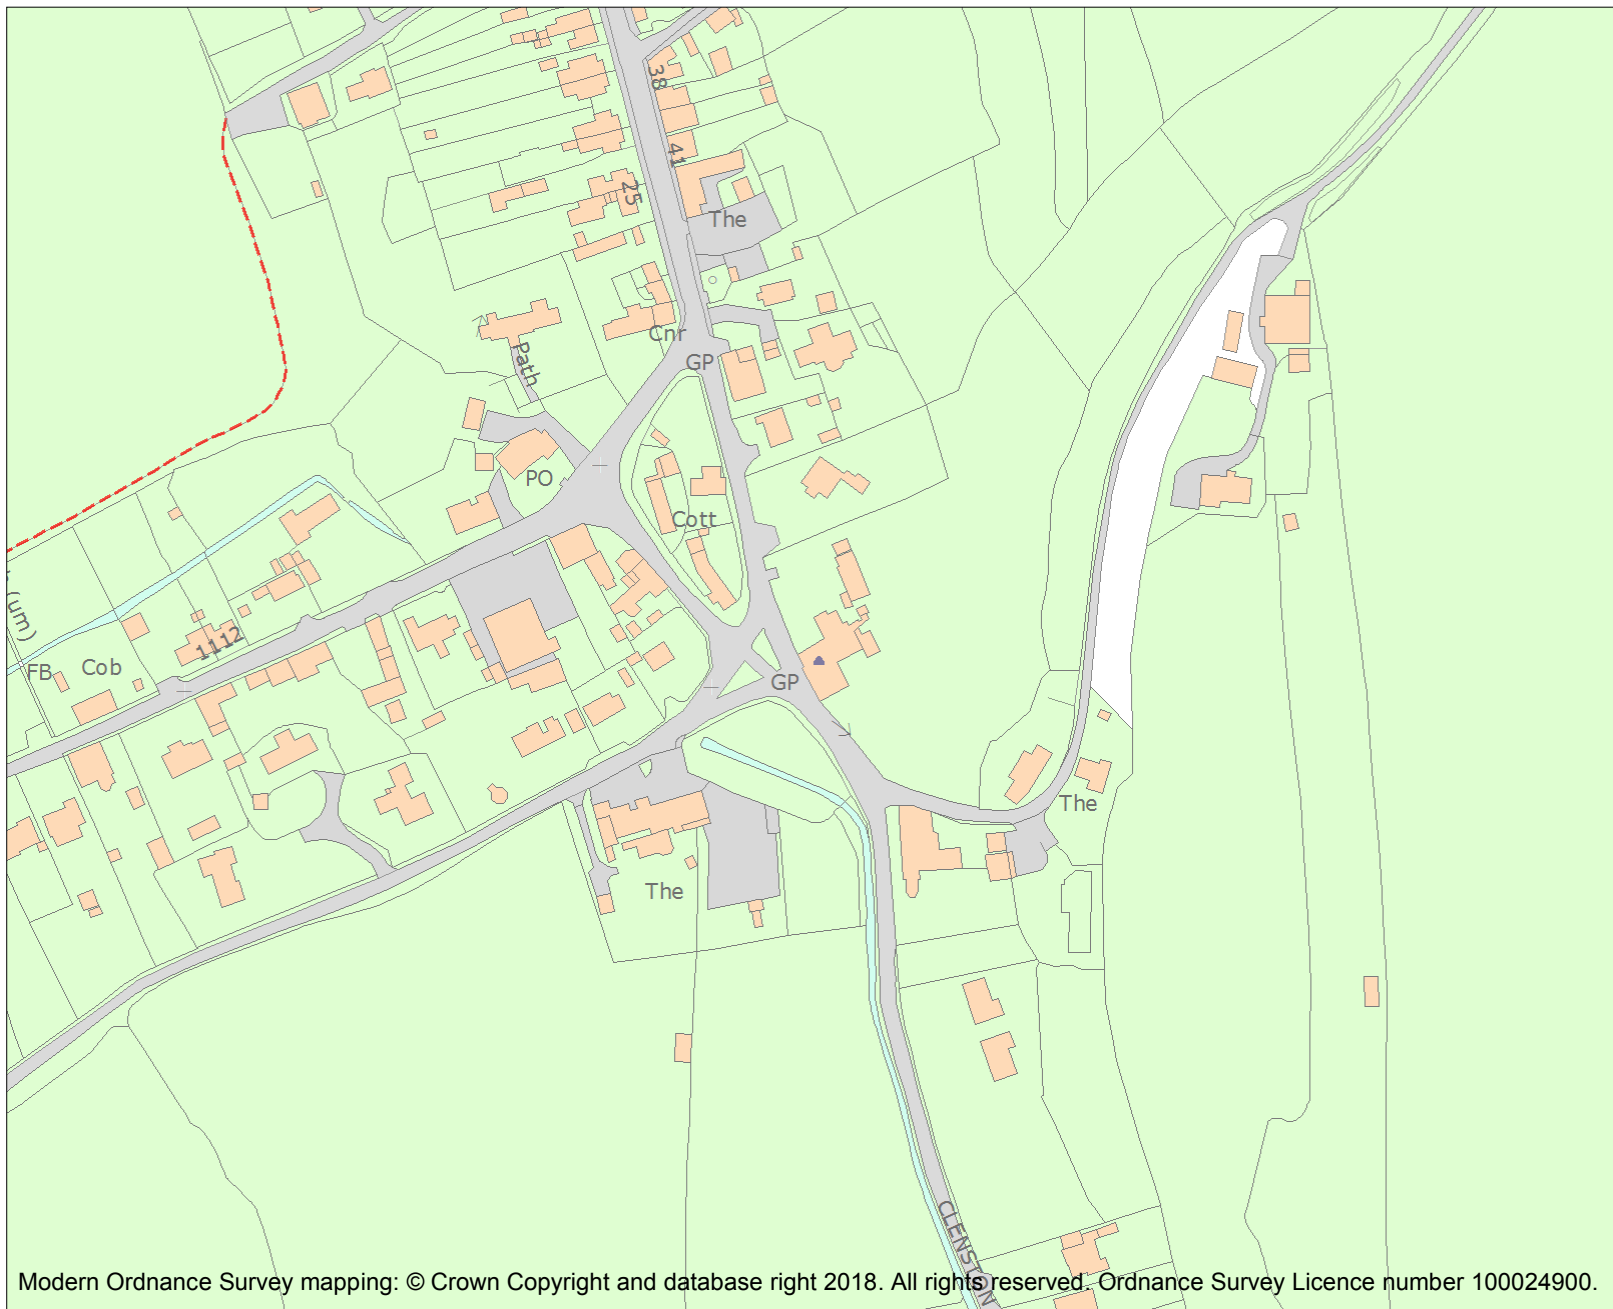 38
41
25
The
Cnr
GP
Path
PO
Cott
(um)
1112
FB
Cob
GP
The
The
CLENSTON
Modern Ordnance Survey mapping: © Crown Copyright and database right 2018. All rights reserved. Ordnance Survey Licence number 100024900.